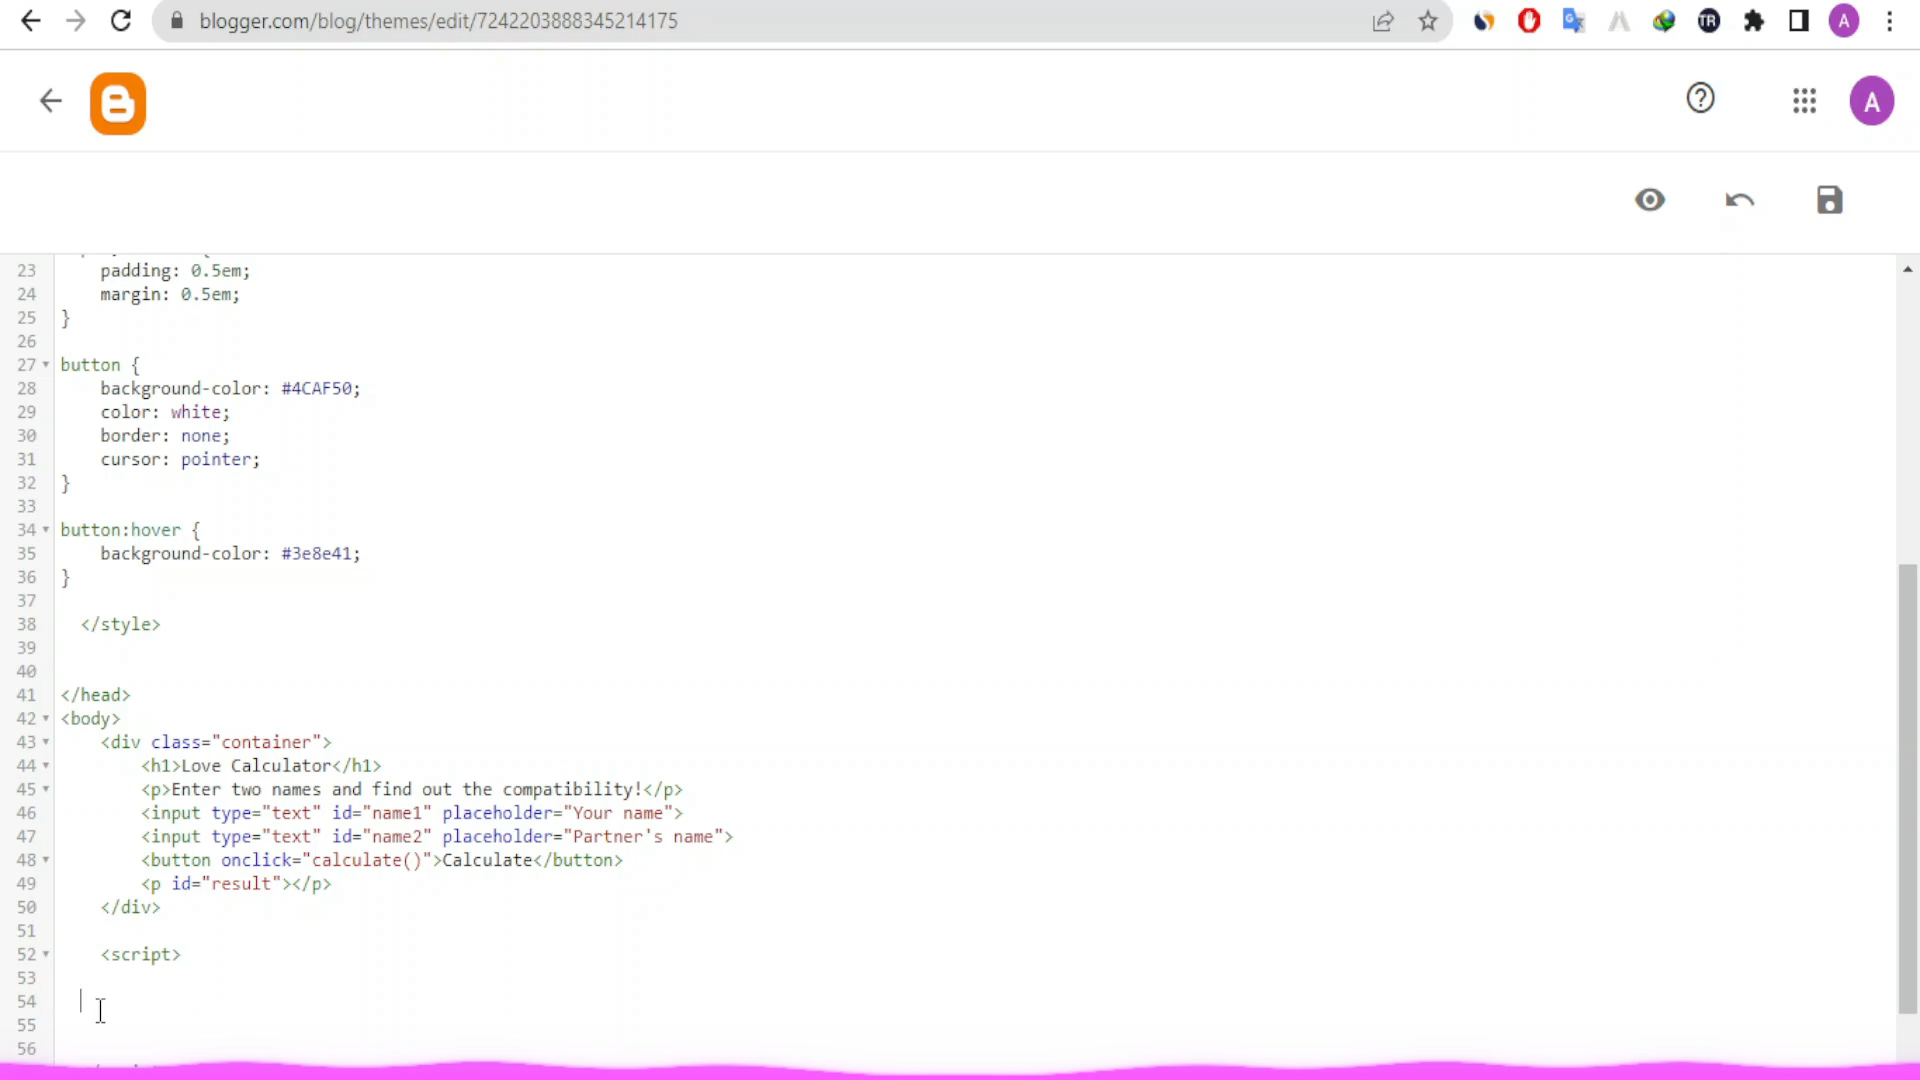 blogger.com/blog/themes/edit/7242203888345214175
TR
A
A
23 padding: 0.5em;
24 margin: 0.5em;
25 }
26
27 button {
28 background-color: #4CAF50;
29 color: white;
30 border: none;
31 cursor: pointer;
32 }
33
34 button:hover {
35 background-color: #3e8e41;
36 }
37
38 </style>
39
40
41 </head>
42 <body>
43 <div class="container">
44 <h1>Love Calculator</h1>
45 <p>Enter two names and find out the compatibility!</p>
46 <input type="text" id="name1" placeholder="Your name">
47 <input type="text" id="name2" placeholder="Partner's name">
48 <button onclick="calculate()">Calculate</button>
49 <p id="result"></p>
50 </div>
51
52 <script>
53
54
55
56